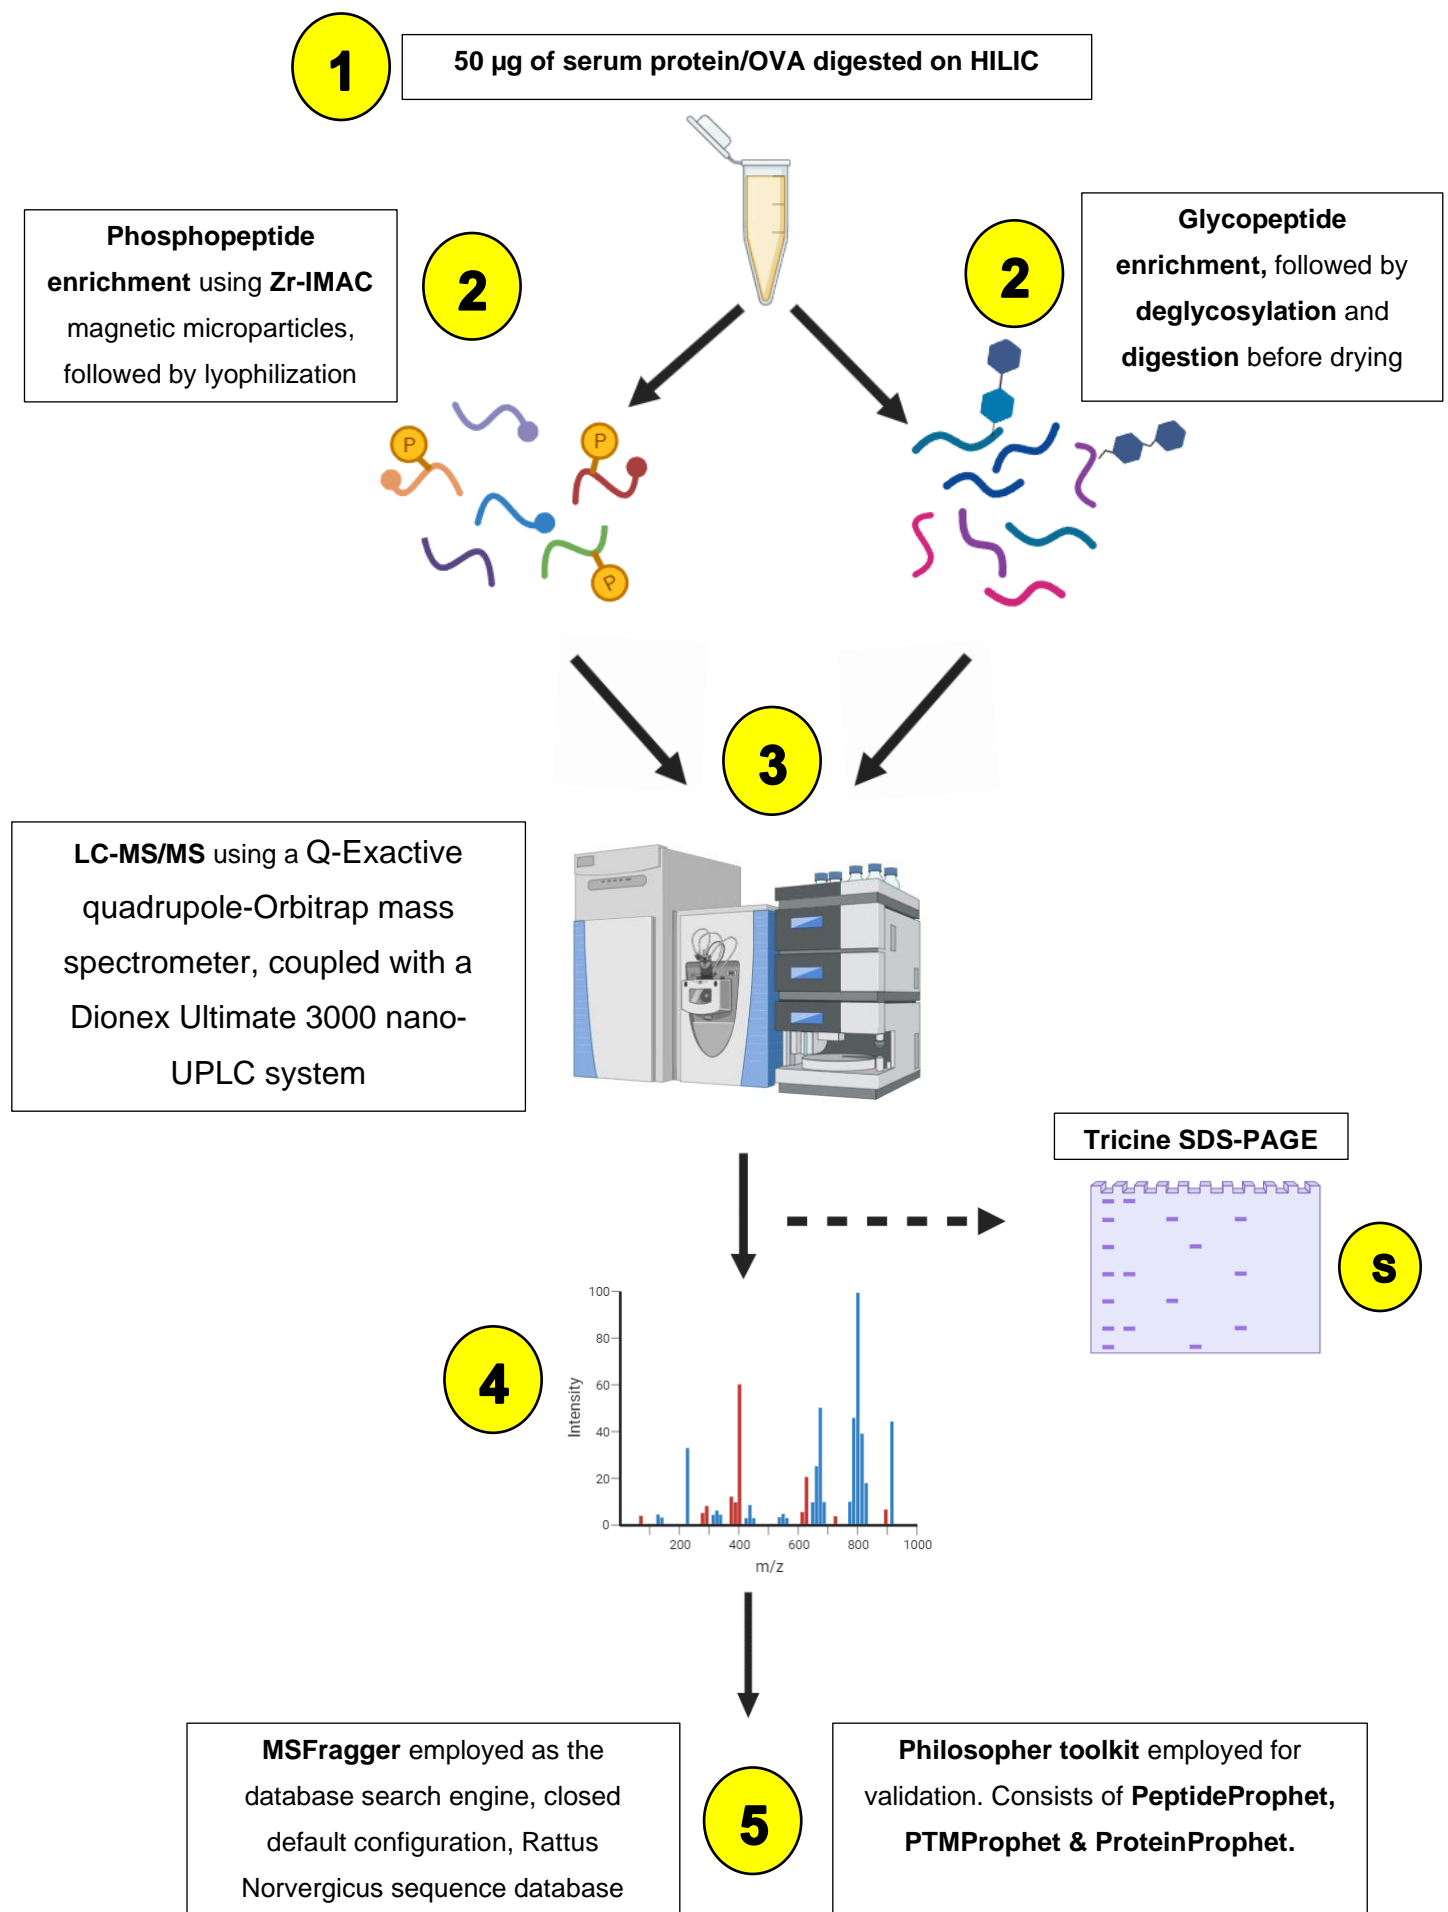 1
50 µg of serum protein/OVA digested on HILIC
Phosphopeptide
enrichment using Zr-IMAC
magnetic microparticles,
followed by lyophilization
2
2
Glycopeptide
enrichment, followed by
deglycosylation and
digestion before drying
P
P
P
3
LC-MS/MS using a Q-Exactive
quadrupole-Orbitrap mass
spectrometer, coupled with a
Dionex Ultimate 3000 nano-
UPLC system
Tricine SDS-PAGE
S
4
Intensity
100
80
60
40
20
0
200 400 600 800 1000
m/z
MSFragger employed as the
database search engine, closed
default configuration, Rattus
Norvergicus sequence database
5
Philosopher toolkit employed for
validation. Consists of PeptideProphet,
PTMProphet & ProteinProphet.